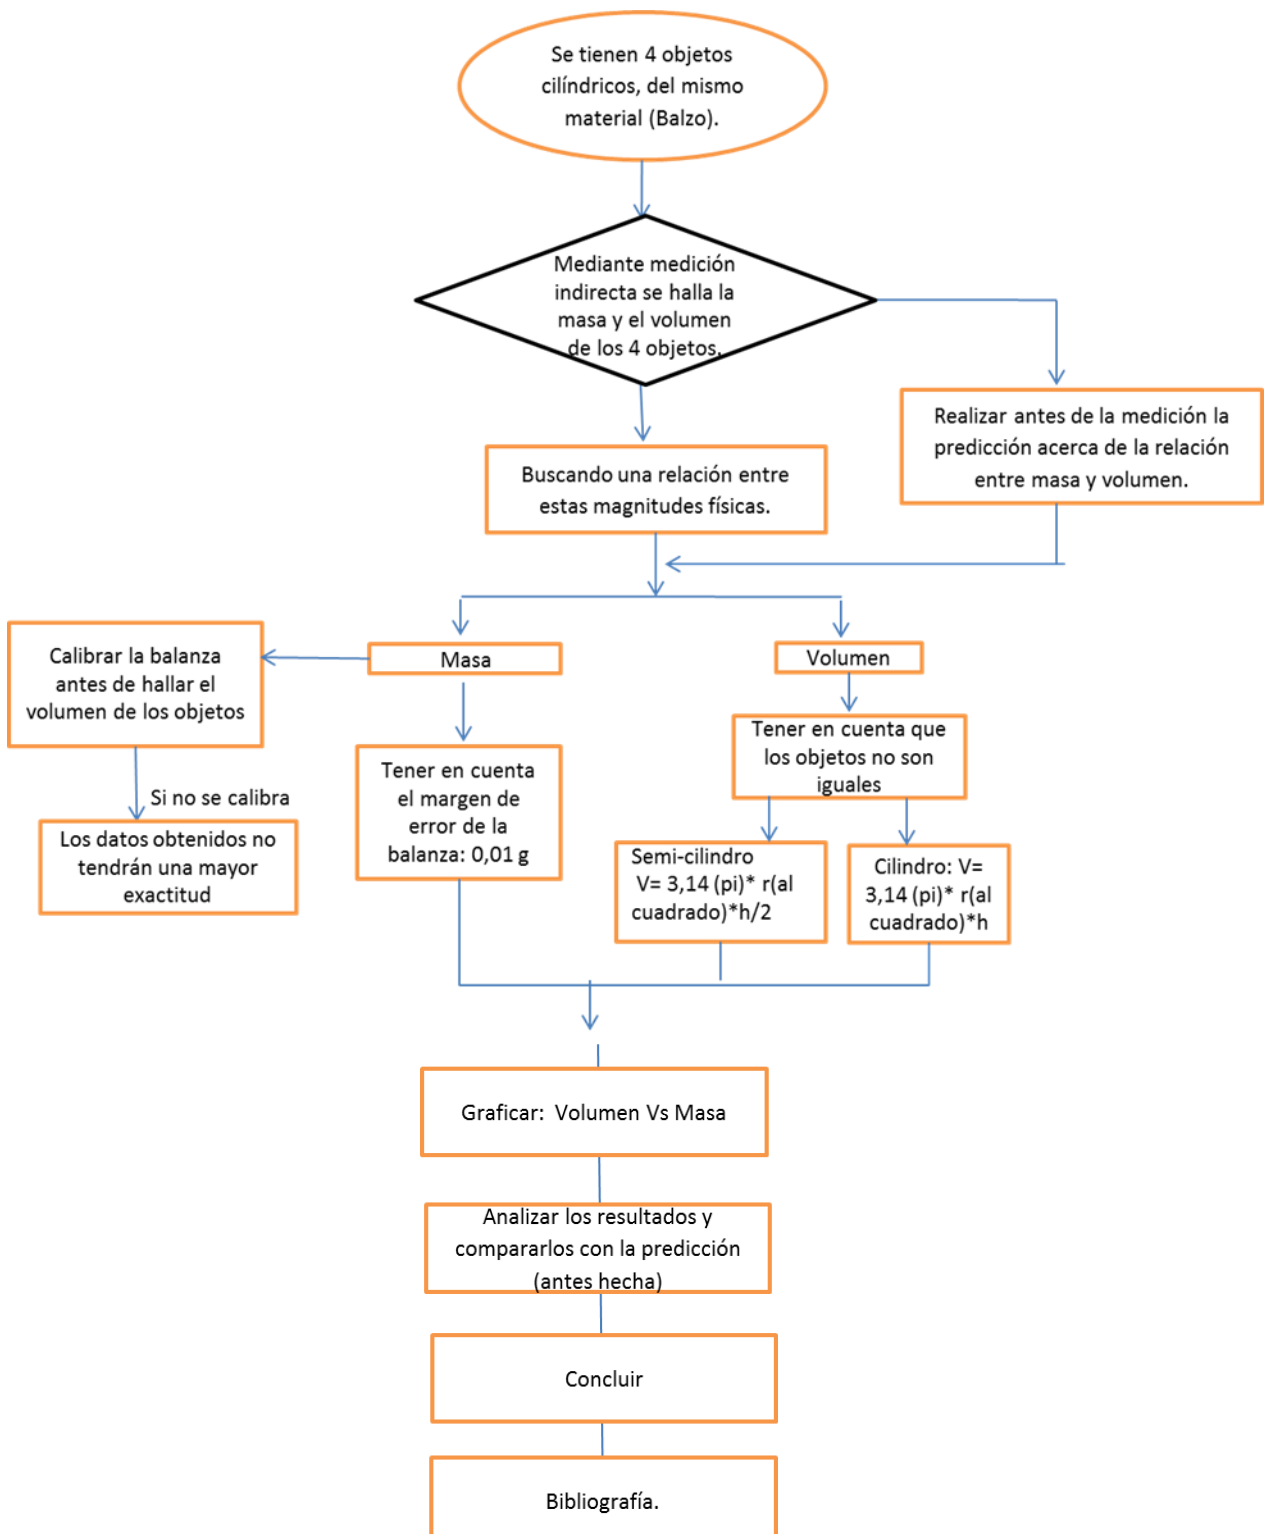 Se tienen 4 objetos
cilíndricos, del mismo
material (Balzo).
Mediante medición
indirecta se halla la
masa y el volumen
de los 4 objetos.
Realizar antes de la medición la
predicción acerca de la relación
entre masa y volumen.
Buscando una relación entre
estas magnitudes físicas.
Calibrar la balanza
antes de hallar el
volumen de los objetos
Masa
Volumen
Tener en cuenta que
los objetos no son
iguales
Tener en cuenta
el margen de
error de la
balanza: 0,01 g
Si no se calibra
Los datos obtenidos no
tendrán una mayor
exactitud
Semi-cilindro
V= 3,14 (pi)* r(al
cuadrado)*h/2
Cilindro: V=
3,14 (pi)* r(al
cuadrado)*h
Graficar: Volumen Vs Masa
Analizar los resultados y
compararlos con la predicción
(antes hecha)
Concluir
Bibliografía.